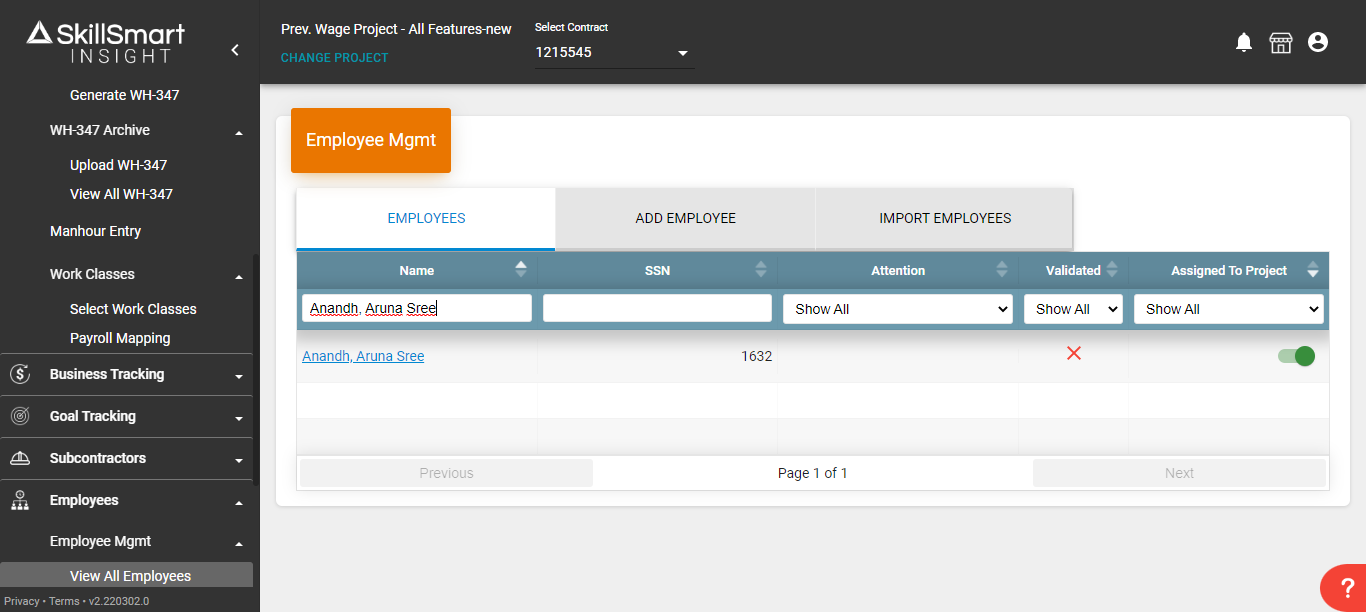 SkillSmart
INSIGHT
Prev. Wage Project - All Features-new
CHANGE PROJECT
Select Contract
1215545
Generate WH-347
WH-347 Archive
Upload WH-347
View All WH-347
Manhour Entry
Work Classes
Select Work Classes
Payroll Mapping
Business Tracking
Goal Tracking
Subcontractors
Employees
Employee Mgmt
View All Employees
Privacy • Terms • v2.220302.0
Employee Mgmt
EMPLOYEES ADD EMPLOYEE IMPORT EMPLOYEES
Name SSN Attention Validated Assigned To Project
Anandh, Aruna Sree Show All Show All Show All
Anandh, Aruna Sree 1632
Previous Page 1 of 1 Next
?